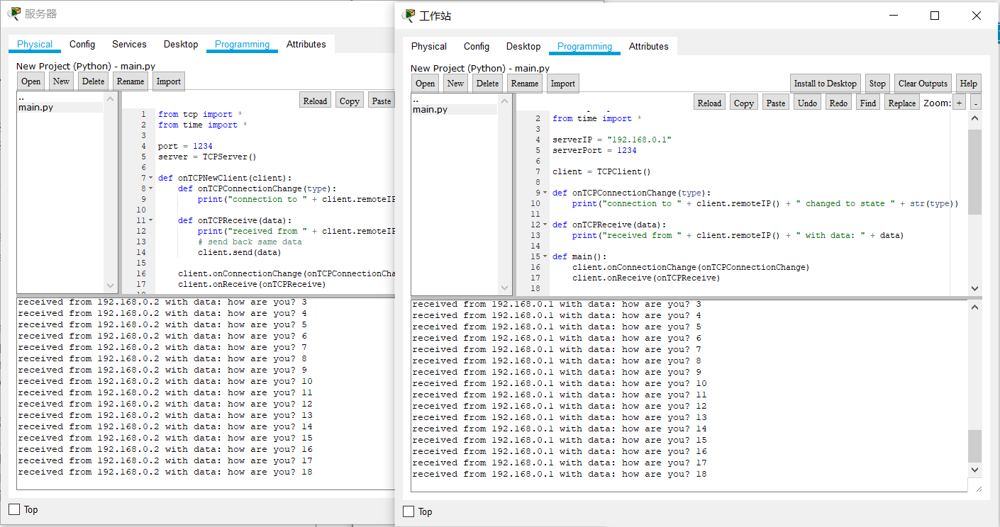 服务器
Physical Config Services Desktop Programming Attributes
New Project (Python) - main.py
Open New Delete Rename Import
..
main.py
Reload Copy Paste
1 from tcp import *
2 from time import *
3
4 port = 1234
5 server = TCPServer()
6
7 def onTCPNewClient(client):
8 def onTCPConnectionChange(type):
9 print("connection to " + client.remoteIP
10
11 def onTCPReceive(data):
12 print("received from " + client.remoteIP
13 # send back same data
14 client.send(data)
15
16 client.onConnectionChange(onTCPConnectionCha
17 client.onReceive(onTCPReceive)
received from 192.168.0.2 with data: how are you? 3
received from 192.168.0.2 with data: how are you? 4
received from 192.168.0.2 with data: how are you? 5
received from 192.168.0.2 with data: how are you? 6
received from 192.168.0.2 with data: how are you? 7
received from 192.168.0.2 with data: how are you? 8
received from 192.168.0.2 with data: how are you? 9
received from 192.168.0.2 with data: how are you? 10
received from 192.168.0.2 with data: how are you? 11
received from 192.168.0.2 with data: how are you? 12
received from 192.168.0.2 with data: how are you? 13
received from 192.168.0.2 with data: how are you? 14
received from 192.168.0.2 with data: how are you? 15
received from 192.168.0.2 with data: how are you? 16
received from 192.168.0.2 with data: how are you? 17
received from 192.168.0.2 with data: how are you? 18
Top
工作站
Physical Config Desktop Programming Attributes
New Project (Python) - main.py
Open New Delete Rename Import Install to Desktop Stop Clear Outputs Help
..
main.py
Reload Copy Paste Undo Redo Find Replace Zoom: + -
2 from time import *
3
4 serverIP = "192.168.0.1"
5 serverPort = 1234
6
7 client = TCPClient()
8
9 def onTCPConnectionChange(type):
10 print("connection to " + client.remoteIP() + " changed to state " + str(type))
11
12 def onTCPReceive(data):
13 print("received from " + client.remoteIP() + " with data: " + data)
14
15 def main():
16 client.onConnectionChange(onTCPConnectionChange)
17 client.onReceive(onTCPReceive)
18
received from 192.168.0.1 with data: how are you? 3
received from 192.168.0.1 with data: how are you? 4
received from 192.168.0.1 with data: how are you? 5
received from 192.168.0.1 with data: how are you? 6
received from 192.168.0.1 with data: how are you? 7
received from 192.168.0.1 with data: how are you? 8
received from 192.168.0.1 with data: how are you? 9
received from 192.168.0.1 with data: how are you? 10
received from 192.168.0.1 with data: how are you? 11
received from 192.168.0.1 with data: how are you? 12
received from 192.168.0.1 with data: how are you? 13
received from 192.168.0.1 with data: how are you? 14
received from 192.168.0.1 with data: how are you? 15
received from 192.168.0.1 with data: how are you? 16
received from 192.168.0.1 with data: how are you? 17
received from 192.168.0.1 with data: how are you? 18
Top